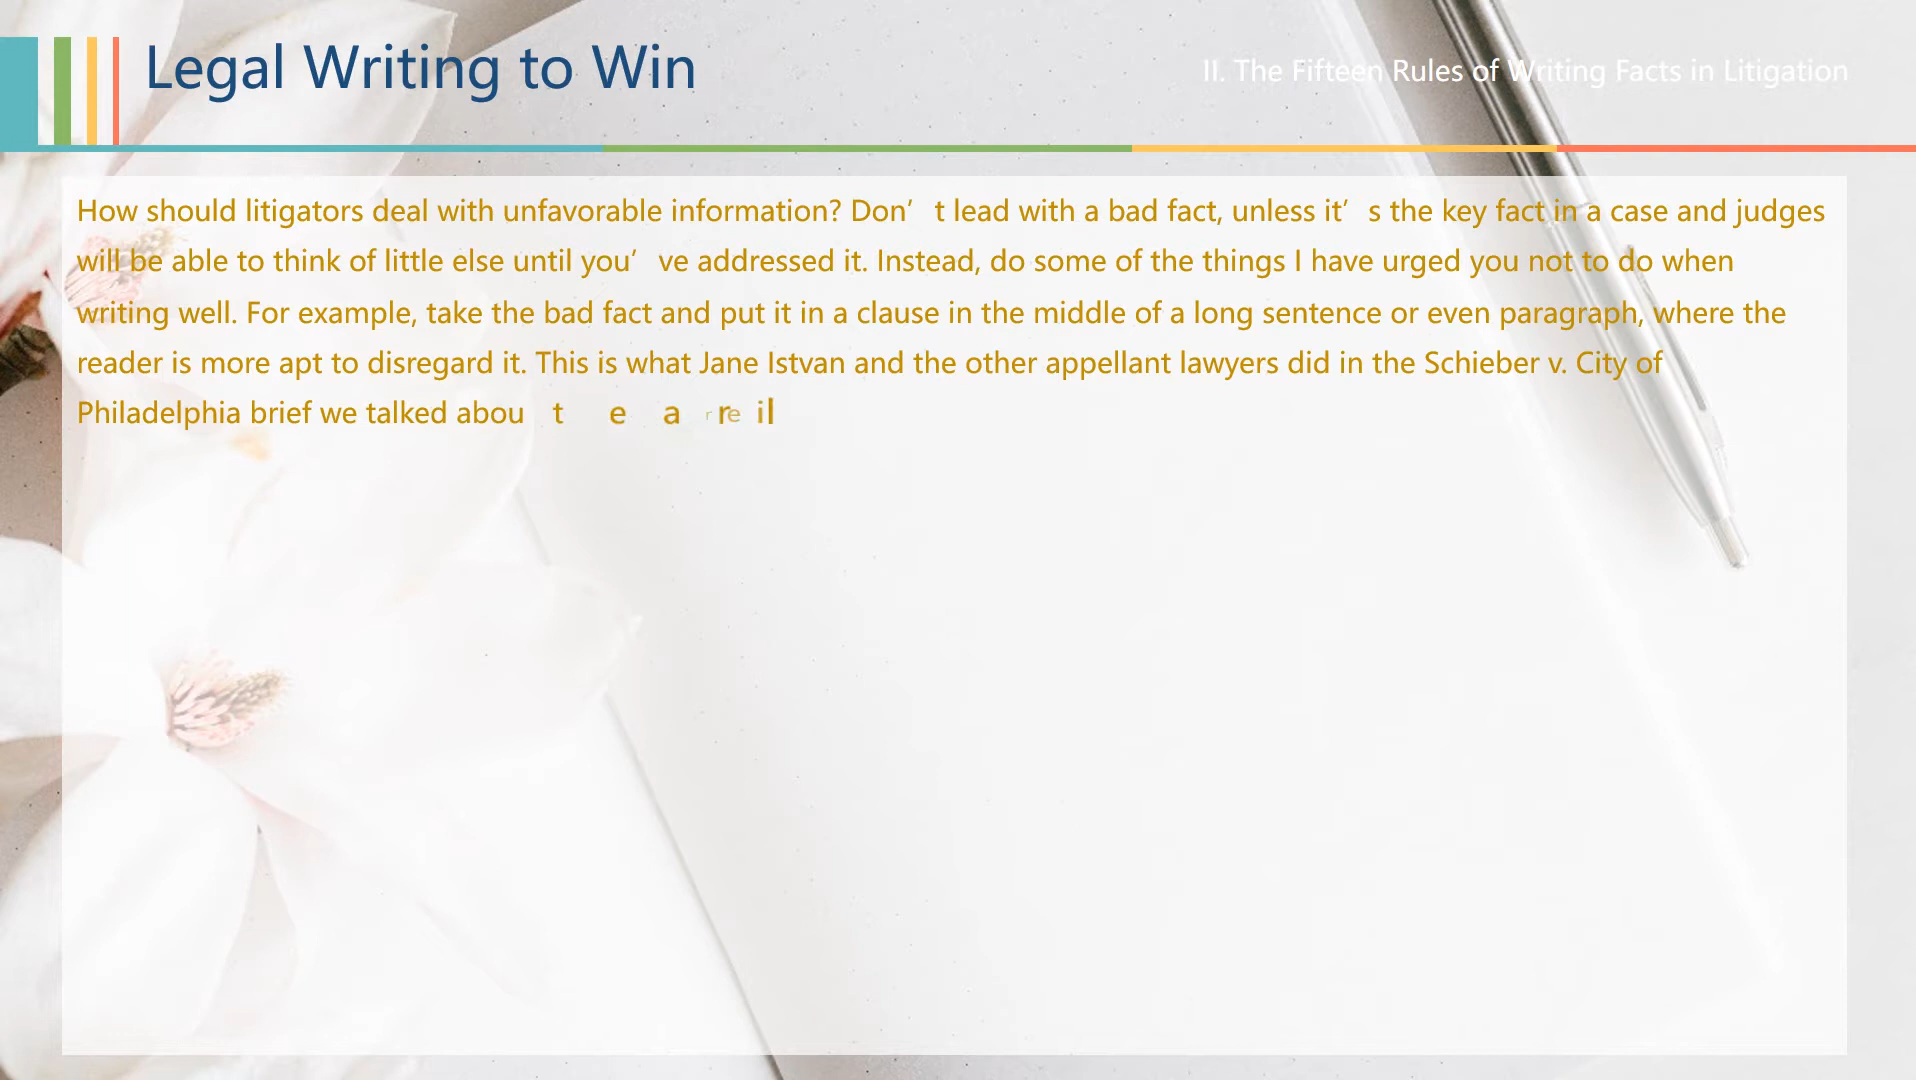 Legal Writing to Win
II. The Fifteen Rules of Writing Facts in Litigation
How should litigators deal with unfavorable information? Don’t lead with a bad fact, unless it’s the key fact in a case and judges
will be able to think of little else until you’ve addressed it. Instead, do some of the things I have urged you not to do when
writing well. For example, take the bad fact and put it in a clause in the middle of a long sentence or even paragraph, where the
reader is more apt to disregard it. This is what Jane Istvan and the other appellant lawyers did in the Schieber v. City of
Philadelphia brief we talked abou